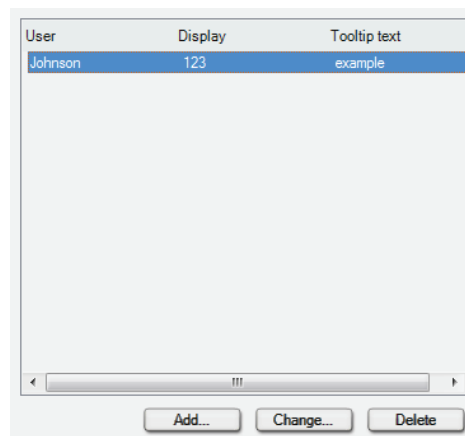 User Display Tooltip text
Johnson 123 example
Add... Change... Delete